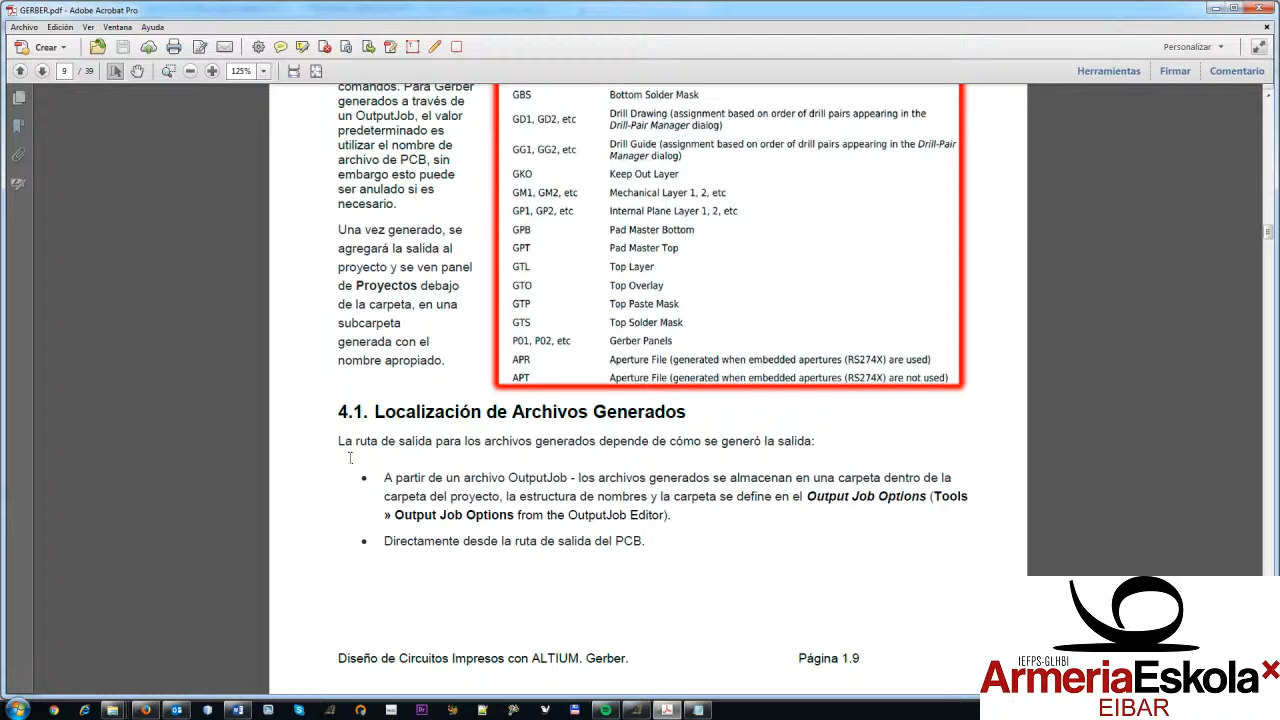 GERBER.pdf - Adobe Acrobat Pro
Archivo Edición Ver Ventana Ayuda
Crear
Personalizar
9 / 39
125%
Herramientas Firmar Comentario
comandos. Para Gerber
generados a través de
un OutputJob, el valor
predeterminado es
utilizar el nombre de
archivo de PCB, sin
embargo esto puede
ser anulado si es
necesario.
Una vez generado, se
agregará la salida al
proyecto y se ven panel
de Proyectos debajo
de la carpeta, en una
subcarpeta
generada con el
nombre apropiado.
GBS Bottom Solder Mask
GD1, GD2, etc Drill Drawing (assignment based on order of drill pairs appearing in the
Drill-Pair Manager dialog)
GG1, GG2, etc Drill Guide (assignment based on order of drill pairs appearing in the Drill-Pair
Manager dialog)
GKO Keep Out Layer
GM1, GM2, etc Mechanical Layer 1, 2, etc
GP1, GP2, etc Internal Plane Layer 1, 2, etc
GPB Pad Master Bottom
GPT Pad Master Top
GTL Top Layer
GTO Top Overlay
GTP Top Paste Mask
GTS Top Solder Mask
P01, P02, etc Gerber Panels
APR Aperture File (generated when embedded apertures (RS274X) are used)
APT Aperture File (generated when embedded apertures (RS274X) are not used)
4.1. Localización de Archivos Generados
La ruta de salida para los archivos generados depende de cómo se generó la salida:
• A partir de un archivo OutputJob - los archivos generados se almacenan en una carpeta dentro de la
carpeta del proyecto, la estructura de nombres y la carpeta se define en el Output Job Options (Tools
» Output Job Options from the OutputJob Editor).
• Directamente desde la ruta de salida del PCB.
Diseño de Circuitos Impresos con ALTIUM. Gerber. Página 1.9
IEFPS-GLHBI
ArmeriaEskola
EIBAR